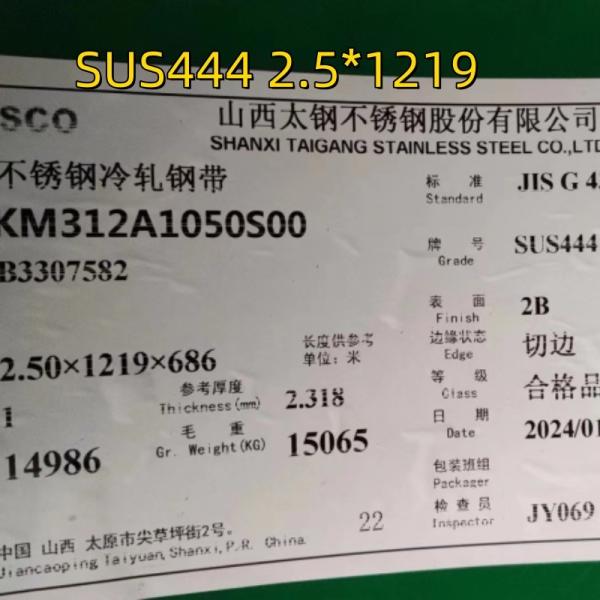 SUS444 2.5*1219
SCO
山西太钢不锈钢股份有限公司
SHANXI TAIGANG STAINLESS STEEL CO.,LTD
不锈钢冷轧钢带
标 准 JIS G 4
Standard
KM312A1050S00
牌 号 SUS444
Grade
B3307582
表 面 2B
Finish
2.50×1219×686
长度供参考
单位：米
边缘状态 切边
Edge
参考厚度 2.318
Thickness(mm)
等 级 合格品
Class
1
毛 重 15065
Gr. Weight(KG)
日 期 2024/01
Date
14986
包装班组
Packager
22
检查员 JY069
Inspector
中国 山西 太原市尖草坪街2号。
Jiancaoping Taiyuan,Shanxi,P.R. China